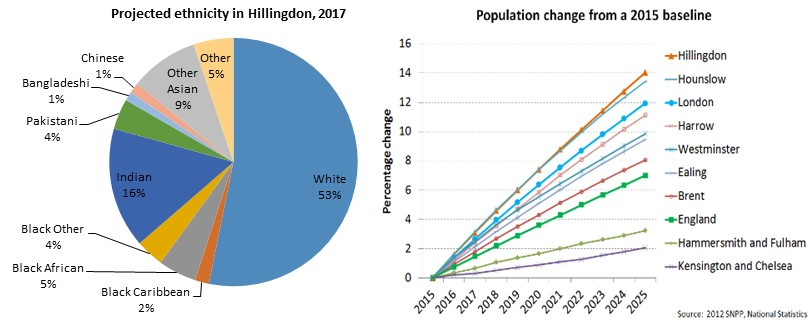 Projected ethnicity in Hillingdon, 2017
Chinese
1%
Bangladeshi
1%
Pakistani
4%
Indian
16%
Black Other
4%
Black African
5%
Black Caribbean
2%
Other
Asian
9%
Other
5%
White
53%
Population change from a 2015 baseline
Percentage change
16
14
12
10
8
6
4
2
0
2015
2016
2017
2018
2019
2020
2021
2022
2023
2024
2025
Hillingdon
Hounslow
London
Harrow
Westminster
Ealing
Brent
England
Hammersmith and Fulham
Kensington and Chelsea
Source: 2012 SNPP, National Statistics